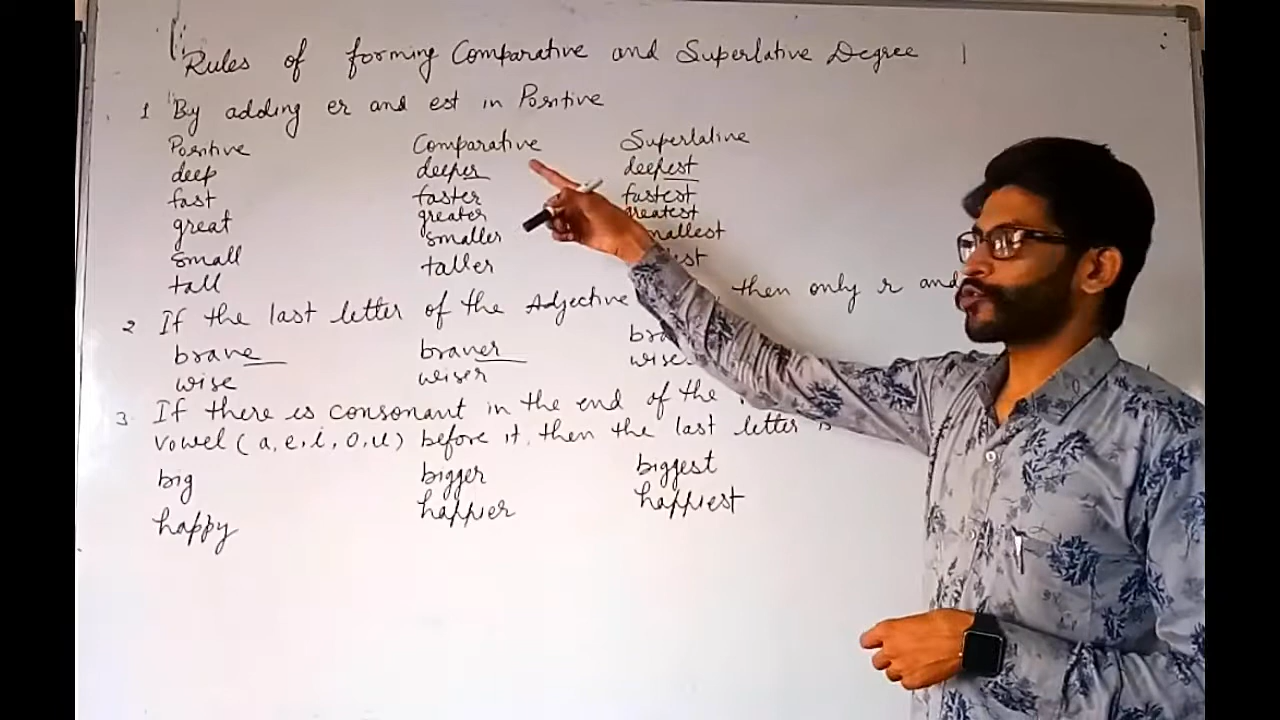 Rules of forming Comparative and Superlative Degree
1 By adding er and est in Positive
Positive Comparative Superlative
deep deeper deepest
fast faster fastest
great greater greatest
small smaller smallest
tall taller
2 If the last letter of the Adjective then only r and
brave braver
wise wiser
3 If there is consonant in the end of the
vowel (a, e, i, o, u) before it, then the last letter is
big bigger biggest
happy happier happiest